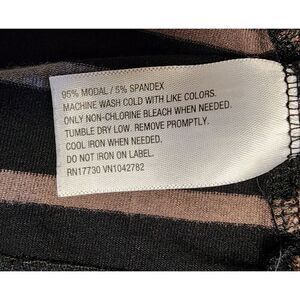 95% MODAL / 5% SPANDEX
MACHINE WASH COLD WITH LIKE COLORS.
ONLY NON-CHLORINE BLEACH WHEN NEEDED.
TUMBLE DRY LOW. REMOVE PROMPTLY.
COOL IRON WHEN NEEDED.
DO NOT IRON ON LABEL.
RN17730 VN1042782